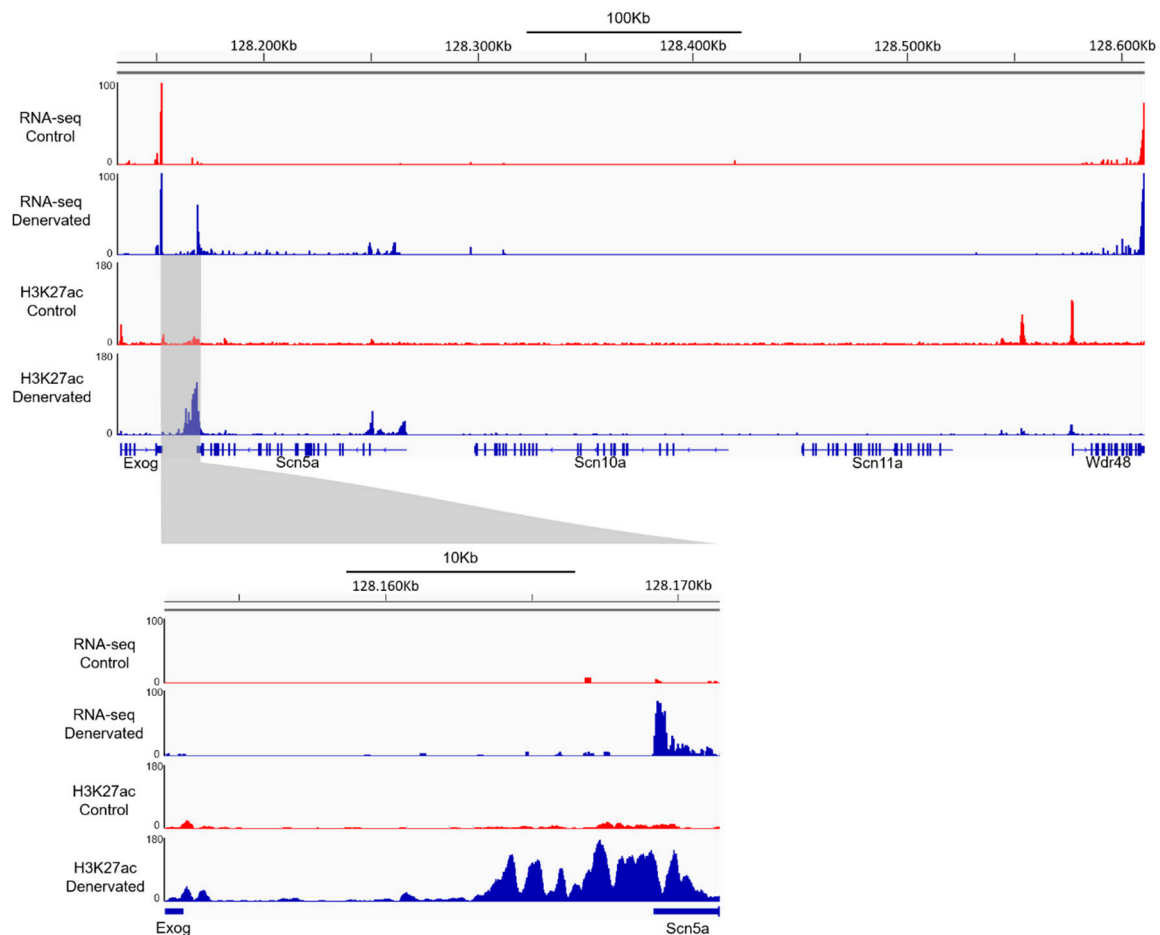 100Kb
128.200Kb 128.300Kb 128.400Kb 128.500Kb 128.600Kb
100
RNA-seq
Control
0
100
RNA-seq
Denervated
0
180
H3K27ac
Control
0
180
H3K27ac
Denervated
0
Exog Scn5a Scn10a Scn11a Wdr48
10Kb
128.160Kb 128.170Kb
100
RNA-seq
Control
0
100
RNA-seq
Denervated
0
180
H3K27ac
Control
0
180
H3K27ac
Denervated
0
Exog Scn5a